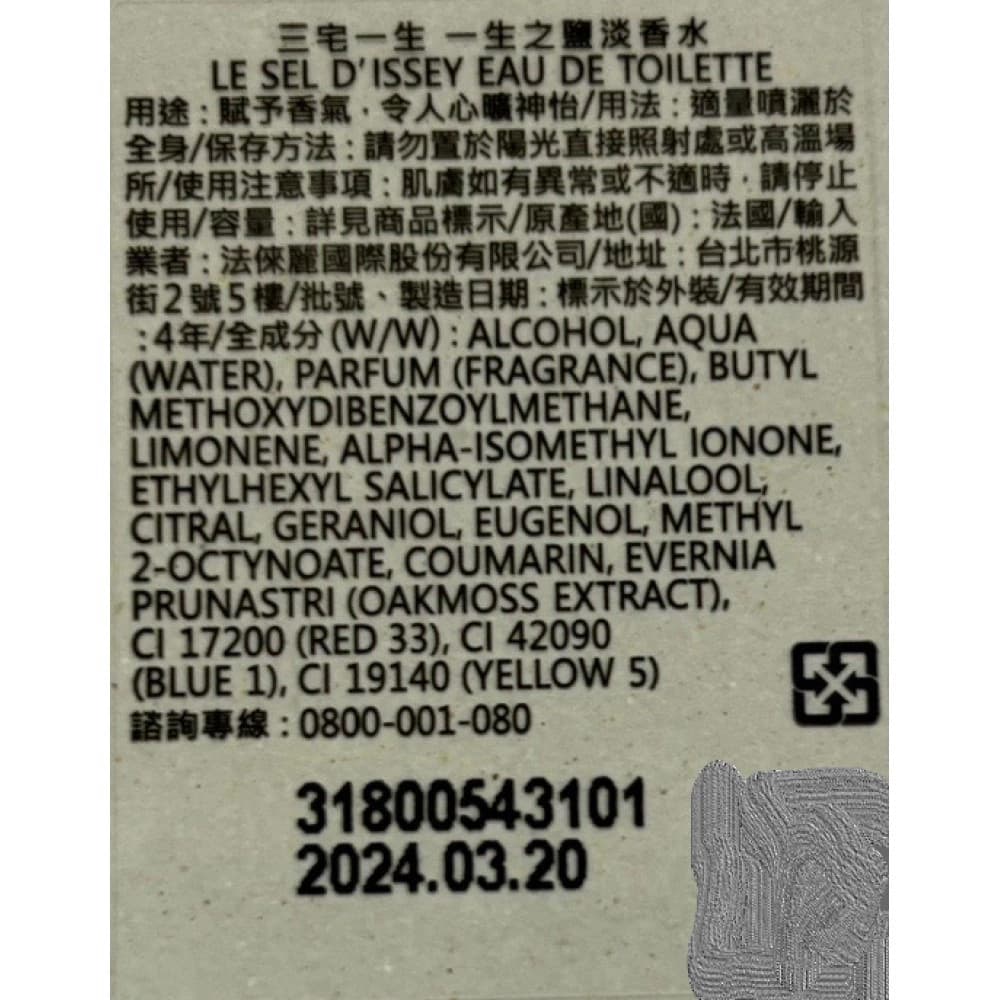 三宅一生 一生之鹽淡香水
LE SEL D'ISSEY EAU DE TOILETTE
用途：賦予香氣．令人心曠神怡/用法：適量噴灑於
全身/保存方法：請勿置於陽光直接照射處或高溫場
所/使用注意事項：肌膚如有異常或不適時．請停止
使用/容量：詳見商品標示/原產地(國)：法國/輸入
業者：法倈麗國際股份有限公司/地址：台北市桃源
街2號5樓/批號、製造日期：標示於外裝/有效期間
：4年/全成分(W/W)：ALCOHOL, AQUA
(WATER), PARFUM (FRAGRANCE), BUTYL
METHOXYDIBENZOYLMETHANE,
LIMONENE, ALPHA-ISOMETHYL IONONE,
ETHYLHEXYL SALICYLATE, LINALOOL,
CITRAL, GERANIOL, EUGENOL, METHYL
2-OCTYNOATE, COUMARIN, EVERNIA
PRUNASTRI (OAKMOSS EXTRACT),
CI 17200 (RED 33), CI 42090
(BLUE 1), CI 19140 (YELLOW 5)
諮詢專線：0800-001-080
31800543101
2024.03.20